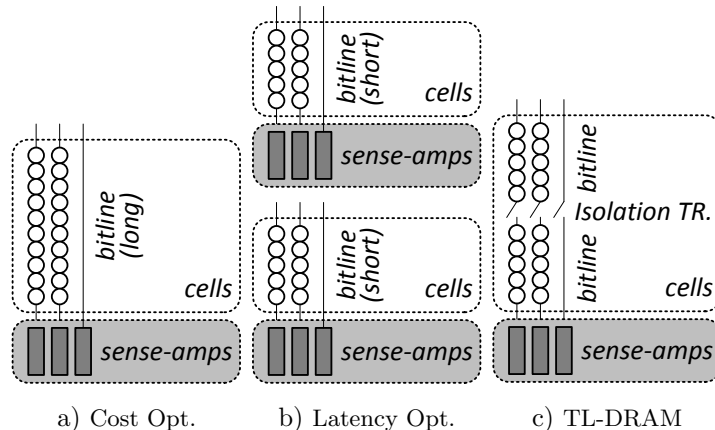 bitline
(long)
cells
sense-amps
a) Cost Opt.
bitline
(short)
cells
sense-amps
bitline
(short)
cells
sense-amps
b) Latency Opt.
bitline
Isolation TR.
bitline
cells
sense-amps
c) TL-DRAM